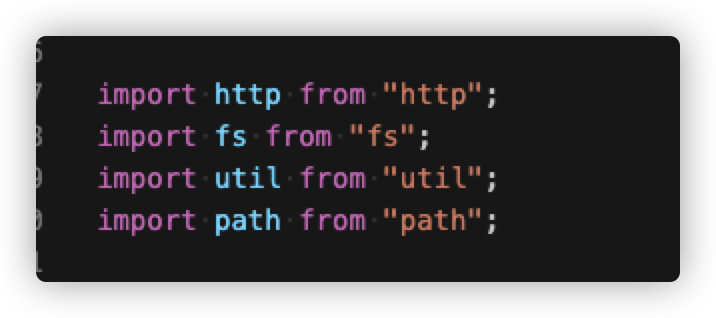 import http from "http";
import fs from "fs";
import util from "util";
import path from "path";